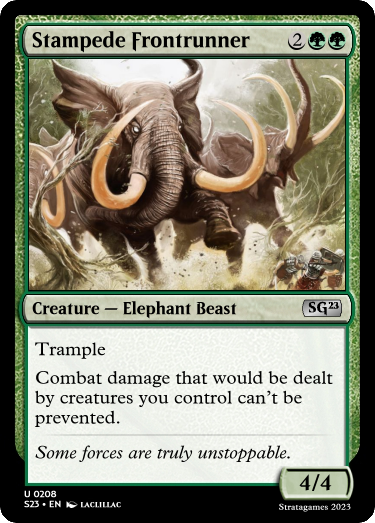 Stampede Frontrunner 2
Creature — Elephant Beast SG23
Trample
Combat damage that would be dealt
by creatures you control can't be
prevented.
Some forces are truly unstoppable.
4/4
U 0208
S23 • EN LACLILLAC
Stratagames 2023